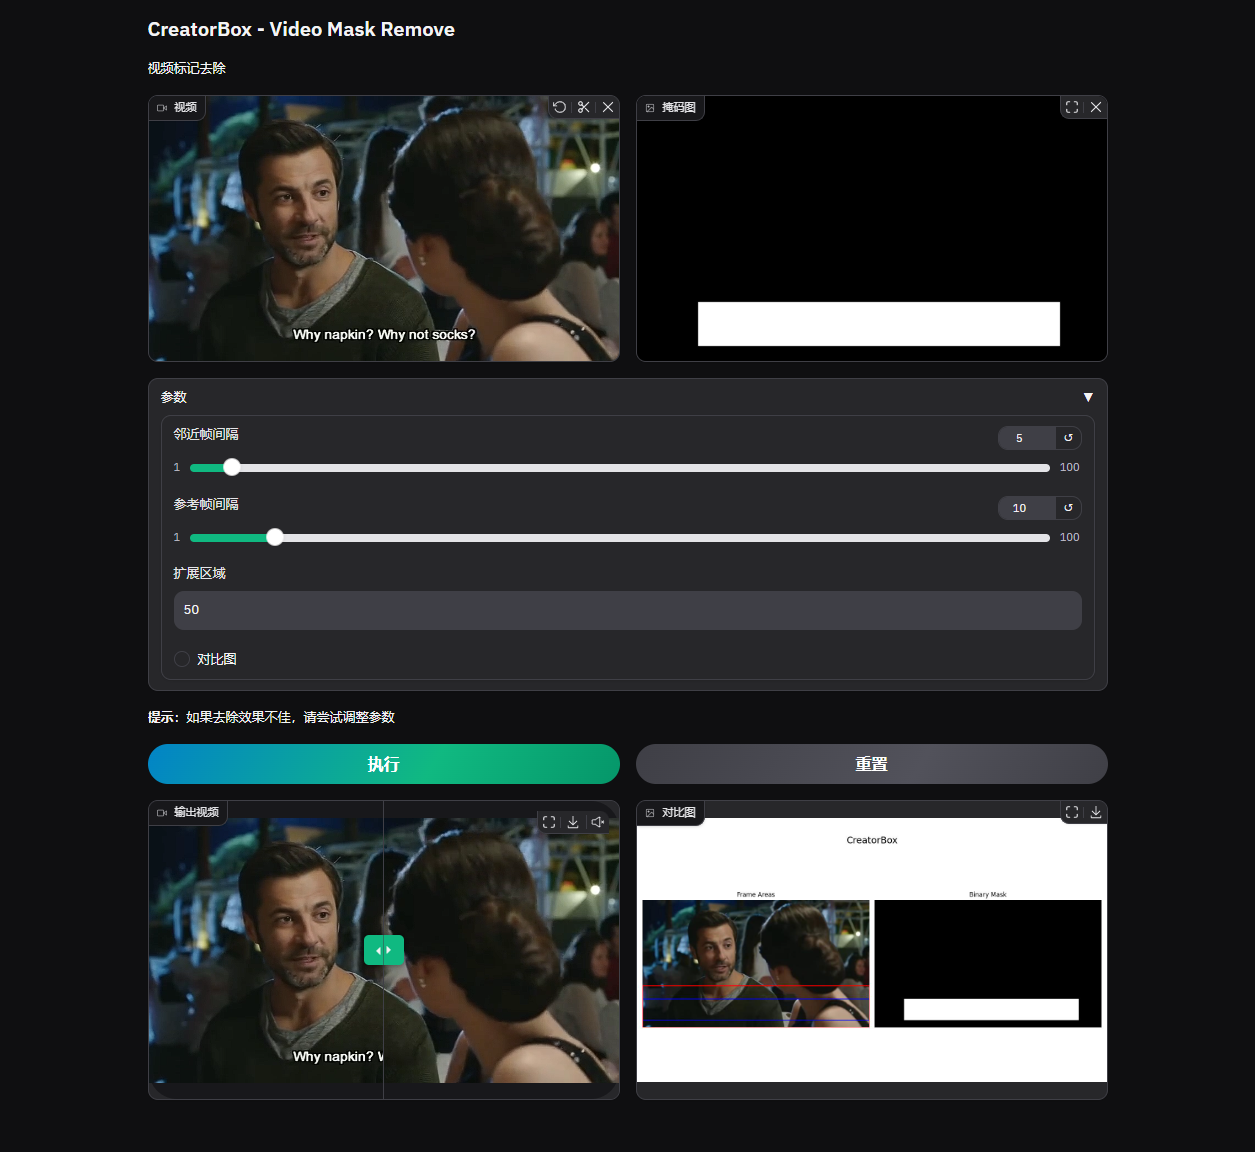 CreatorBox - Video Mask Remove
视频标记去除
视频
掩码图
Why napkin? Why not socks?
参数
▼
邻近帧间隔
5
↺
1
100
参考帧间隔
10
↺
1
100
扩展区域
50
对比图
提示：如果去除效果不佳，请尝试调整参数
执行
重置
输出视频
Why napkin?
对比图
CreatorBox
Frame Areas
Binary Mask